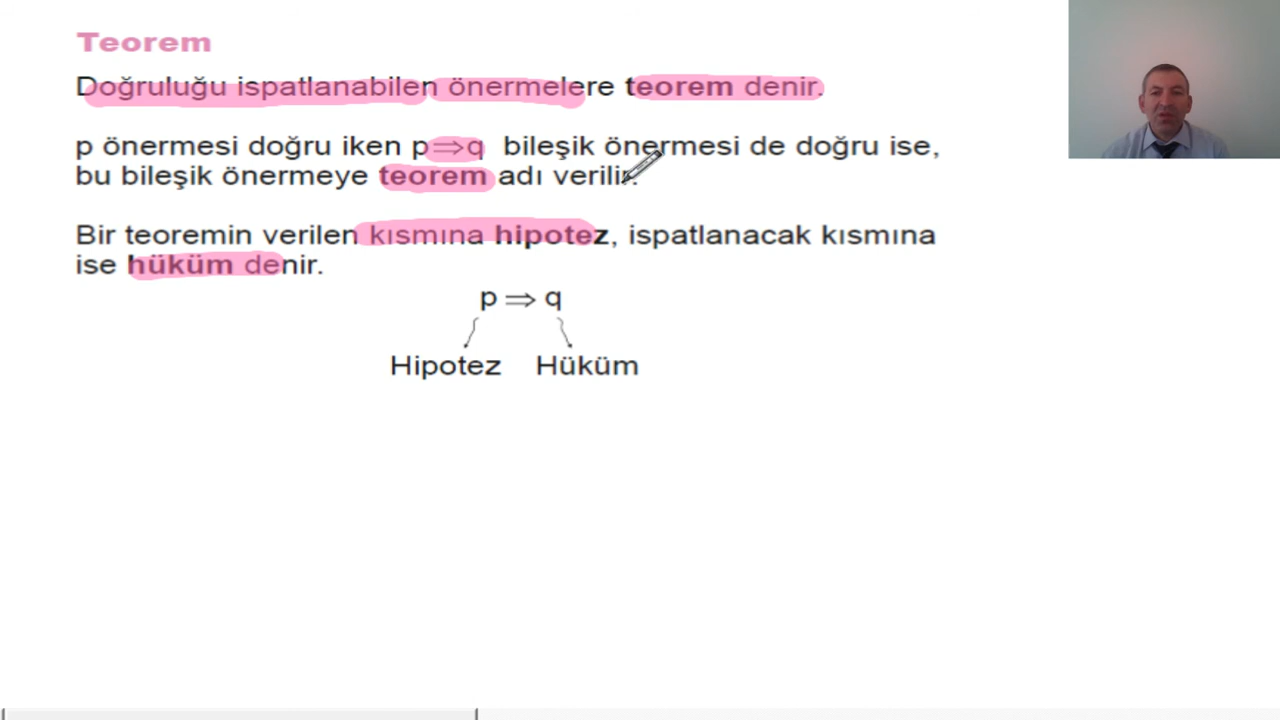 Teorem
Doğruluğu ispatlanabilen önermelere teorem denir.
p önermesi doğru iken p⇒q bileşik önermesi de doğru ise,
bu bileşik önermeye teorem adı verilir.
Bir teoremin verilen kısmına hipotez, ispatlanacak kısmına
ise hüküm denir.
p ⇒ q
Hipotez Hüküm